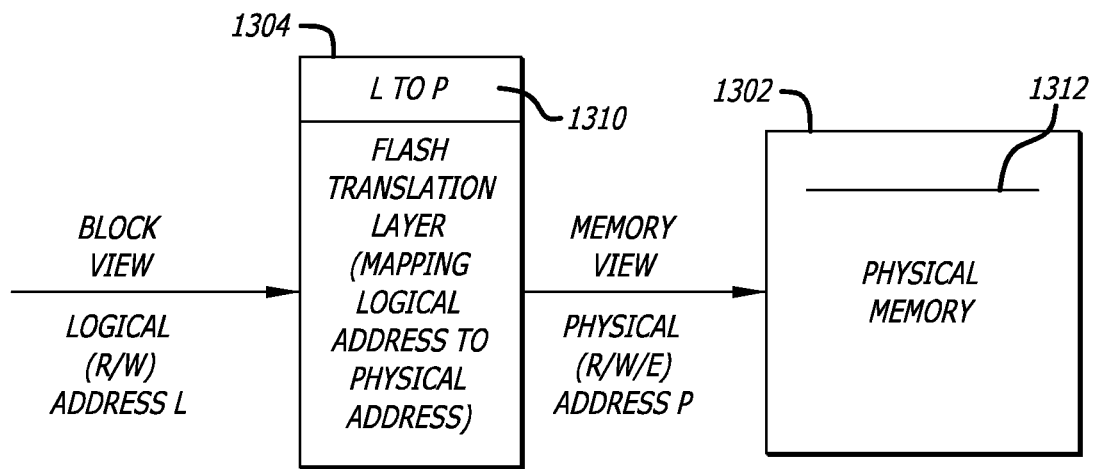 1304
L TO P
1310
FLASH
TRANSLATION
LAYER
(MAPPING
LOGICAL
ADDRESS TO
PHYSICAL
ADDRESS)
BLOCK
VIEW
LOGICAL
(R/W)
ADDRESS L
MEMORY
VIEW
PHYSICAL
(R/W/E)
ADDRESS P
1302
1312
PHYSICAL
MEMORY